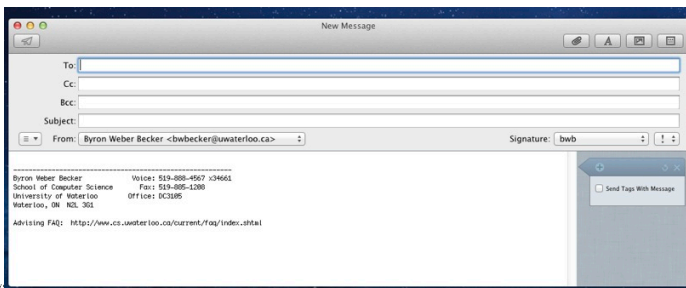 New Message
To:
Cc:
Bcc:
Subject:
From: Byron Weber Becker <bwbecker@uwaterloo.ca> Signature: bwb !
Byron Weber Becker Voice: 519-888-4567 x34661
School of Computer Science Fax: 519-885-1208
University of Waterloo Office: DC3105
Waterloo, ON N2L 3G1
Advising FAQ: http://www.cs.uwaterloo.ca/current/faq/index.shtml
Send Tags With Message